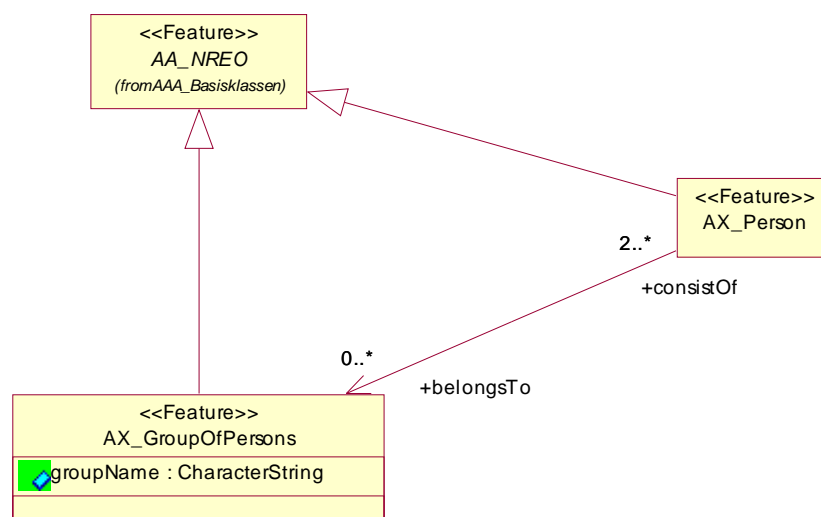 <<Feature>>
AA_NREO
(fromAAA_Basisklassen)
<<Feature>>
AX_Person
2..*
+consistOf
0..*
+belongsTo
<<Feature>>
AX_GroupOfPersons
groupName : CharacterString